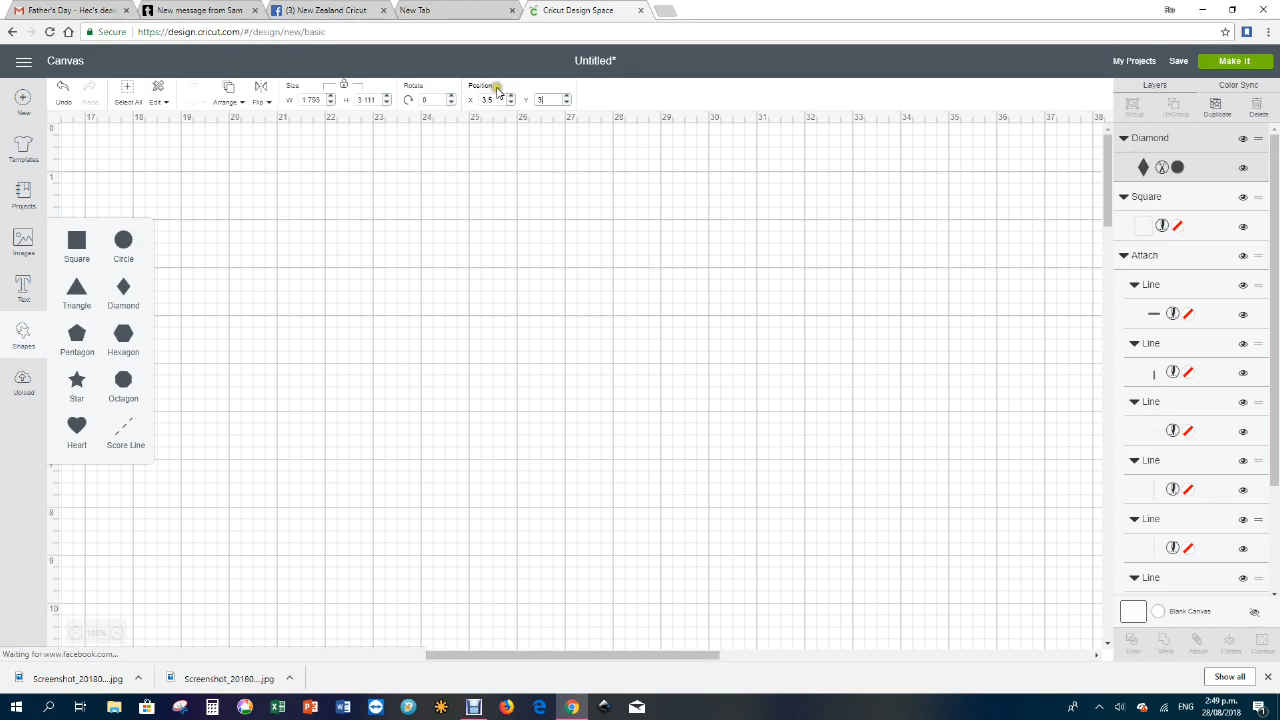 Father's Day - Hec's deal
New message from Sam
(3) New Zealand Cricut
New Tab
Cricut Design Space
Secure
https://design.cricut.com/#/design/new/basic
Canvas
Untitled*
My Projects
Save
Make It
Undo
Select All
Edit
Arrange
Flip
Size
W 1.793
H 3.111
Rotate
0
Position
X 3.5
Y 3
Layers
Color Sync
Group
UnGroup
Duplicate
Delete
17 18 19 20 21 22 23 24 25 26 27 28 29 30 31 32 33 34 35 36 37 38
0
1
8
9
10
New
Templates
Projects
Images
Text
Shapes
Upload
Square
Circle
Triangle
Diamond
Pentagon
Hexagon
Star
Octagon
Heart
Score Line
100%
Diamond
Square
Attach
Line
Line
Line
Line
Line
Line
Blank Canvas
Slice
Weld
Attach
Flatten
Contour
Waiting for www.facebook.com...
Screenshot_20180....jpg
Screenshot_20180....jpg
Show all
2:49 p.m.
28/08/2018